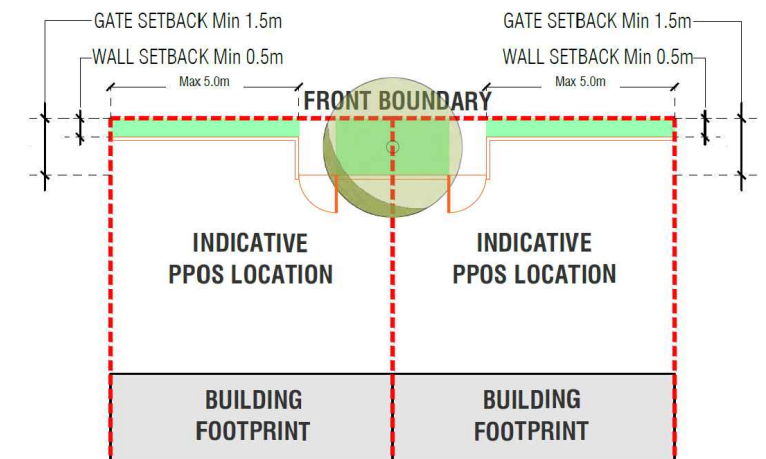 GATE SETBACK Min 1.5m
GATE SETBACK Min 1.5m
WALL SETBACK Min 0.5m
WALL SETBACK Min 0.5m
Max 5.0m
Max 5.0m
FRONT BOUNDARY
INDICATIVE
PPOS LOCATION
INDICATIVE
PPOS LOCATION
BUILDING
FOOTPRINT
BUILDING
FOOTPRINT